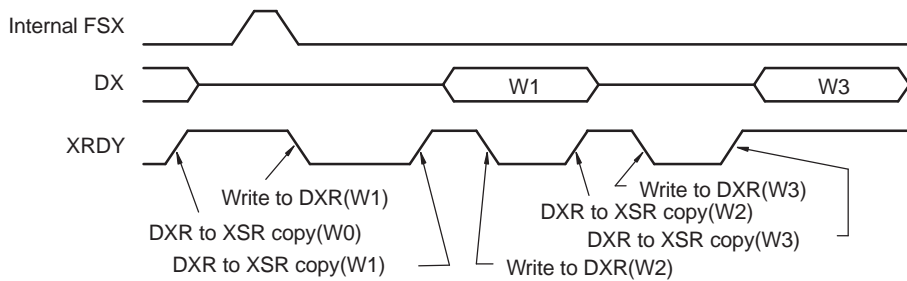 Internal FSX
DX
W1
W3
XRDY
Write to DXR(W1)
Write to DXR(W3)
DXR to XSR copy(W2)
DXR to XSR copy(W0)
DXR to XSR copy(W3)
DXR to XSR copy(W1)
Write to DXR(W2)